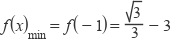 f(x)min = f(−1) = √3/3 − 3